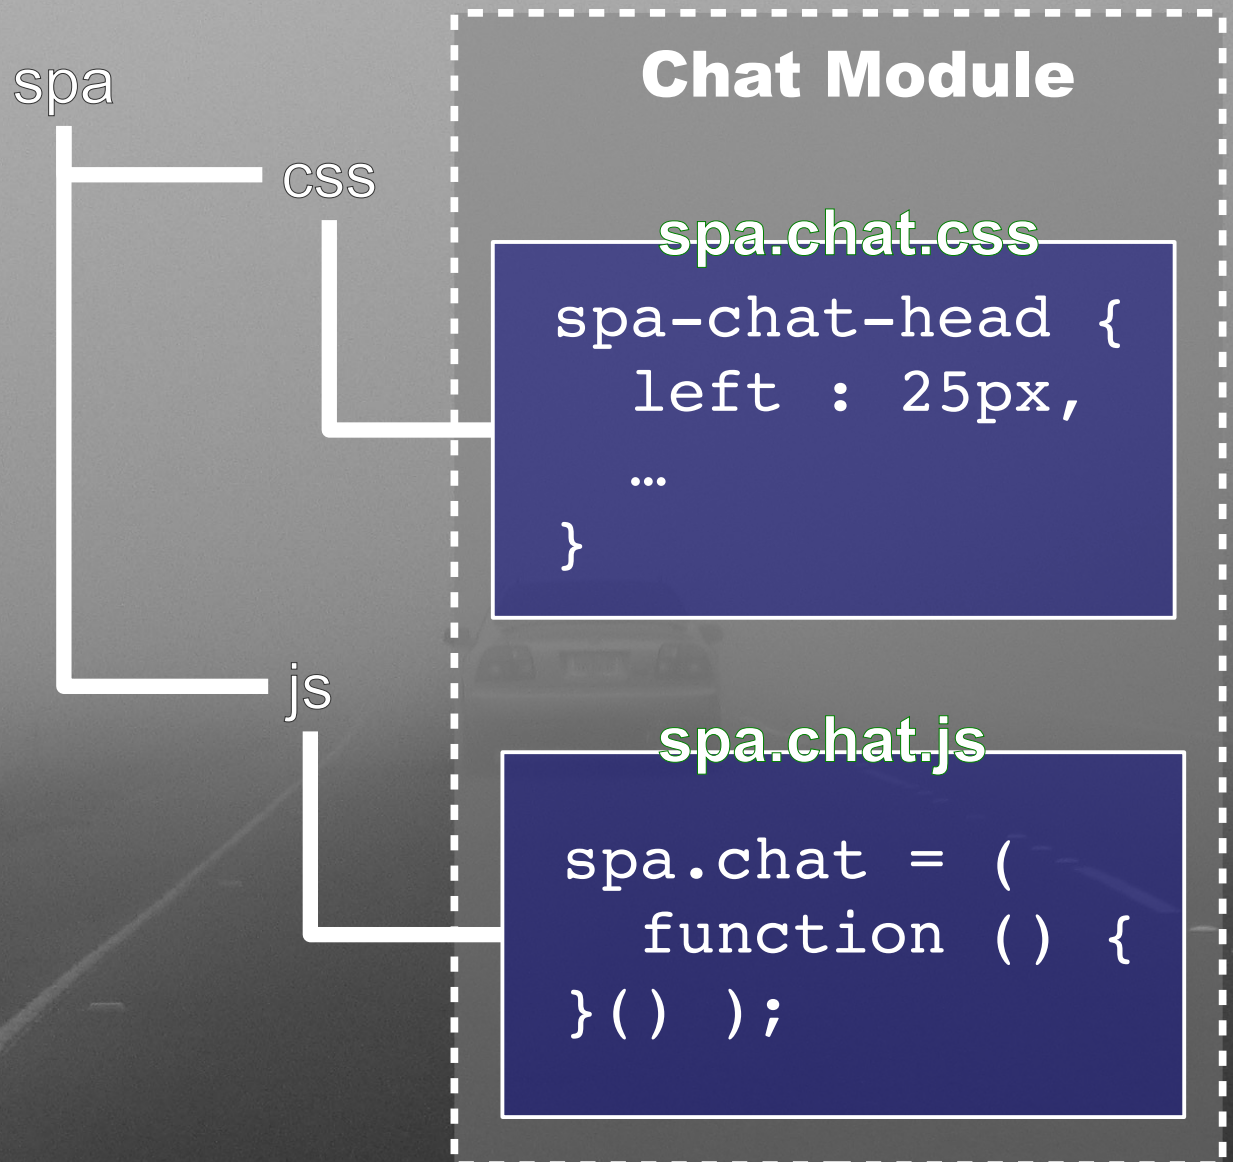 Chat Module
spa
css
spa.chat.css
spa-chat-head {
  left : 25px,
  …
}
js
spa.chat.js
spa.chat = (
  function () {
}() );